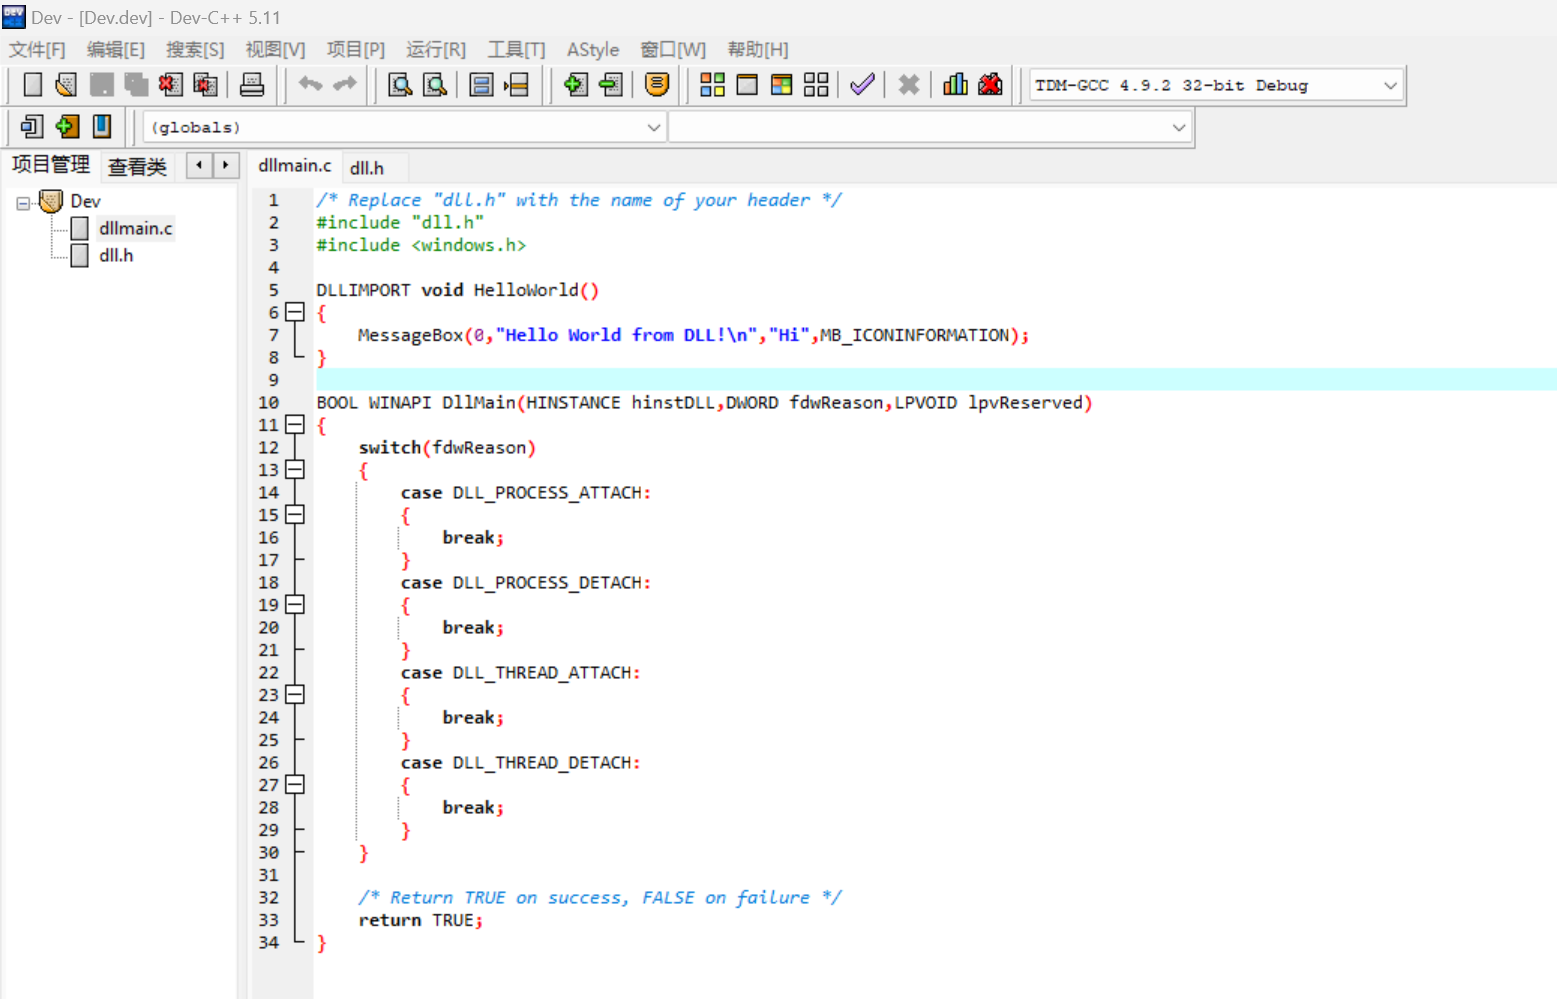 Dev - [Dev.dev] - Dev-C++ 5.11
文件[F] 编辑[E] 搜索[S] 视图[V] 项目[P] 运行[R] 工具[T] AStyle 窗口[W] 帮助[H]
TDM-GCC 4.9.2 32-bit Debug
(globals)
项目管理 查看类
Dev
dllmain.c
dll.h
dllmain.c dll.h
1 /* Replace "dll.h" with the name of your header */
2 #include "dll.h"
3 #include <windows.h>
4
5 DLLIMPORT void HelloWorld()
6 {
7 MessageBox(0,"Hello World from DLL!\n","Hi",MB_ICONINFORMATION);
8 }
9
10 BOOL WINAPI DllMain(HINSTANCE hinstDLL,DWORD fdwReason,LPVOID lpvReserved)
11 {
12 switch(fdwReason)
13 {
14 case DLL_PROCESS_ATTACH:
15 {
16 break;
17 }
18 case DLL_PROCESS_DETACH:
19 {
20 break;
21 }
22 case DLL_THREAD_ATTACH:
23 {
24 break;
25 }
26 case DLL_THREAD_DETACH:
27 {
28 break;
29 }
30 }
31
32 /* Return TRUE on success, FALSE on failure */
33 return TRUE;
34 }